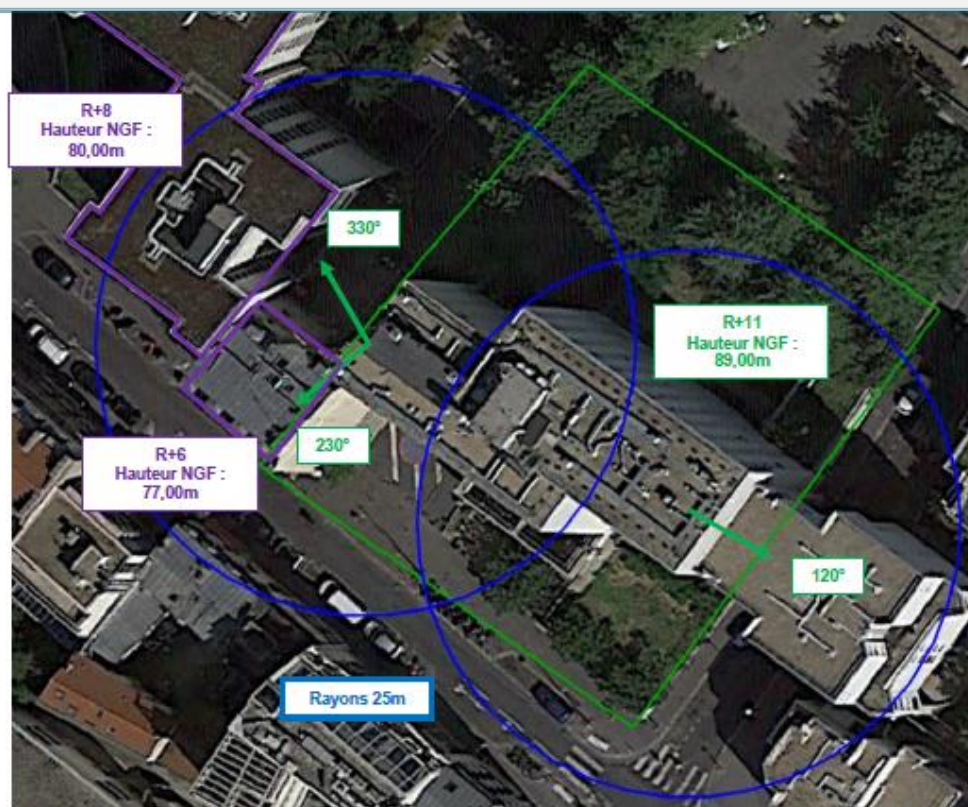 R+8
Hauteur NGF :
80,00m
330°
R+11
Hauteur NGF :
89,00m
230°
R+6
Hauteur NGF :
77,00m
120°
Rayons 25m